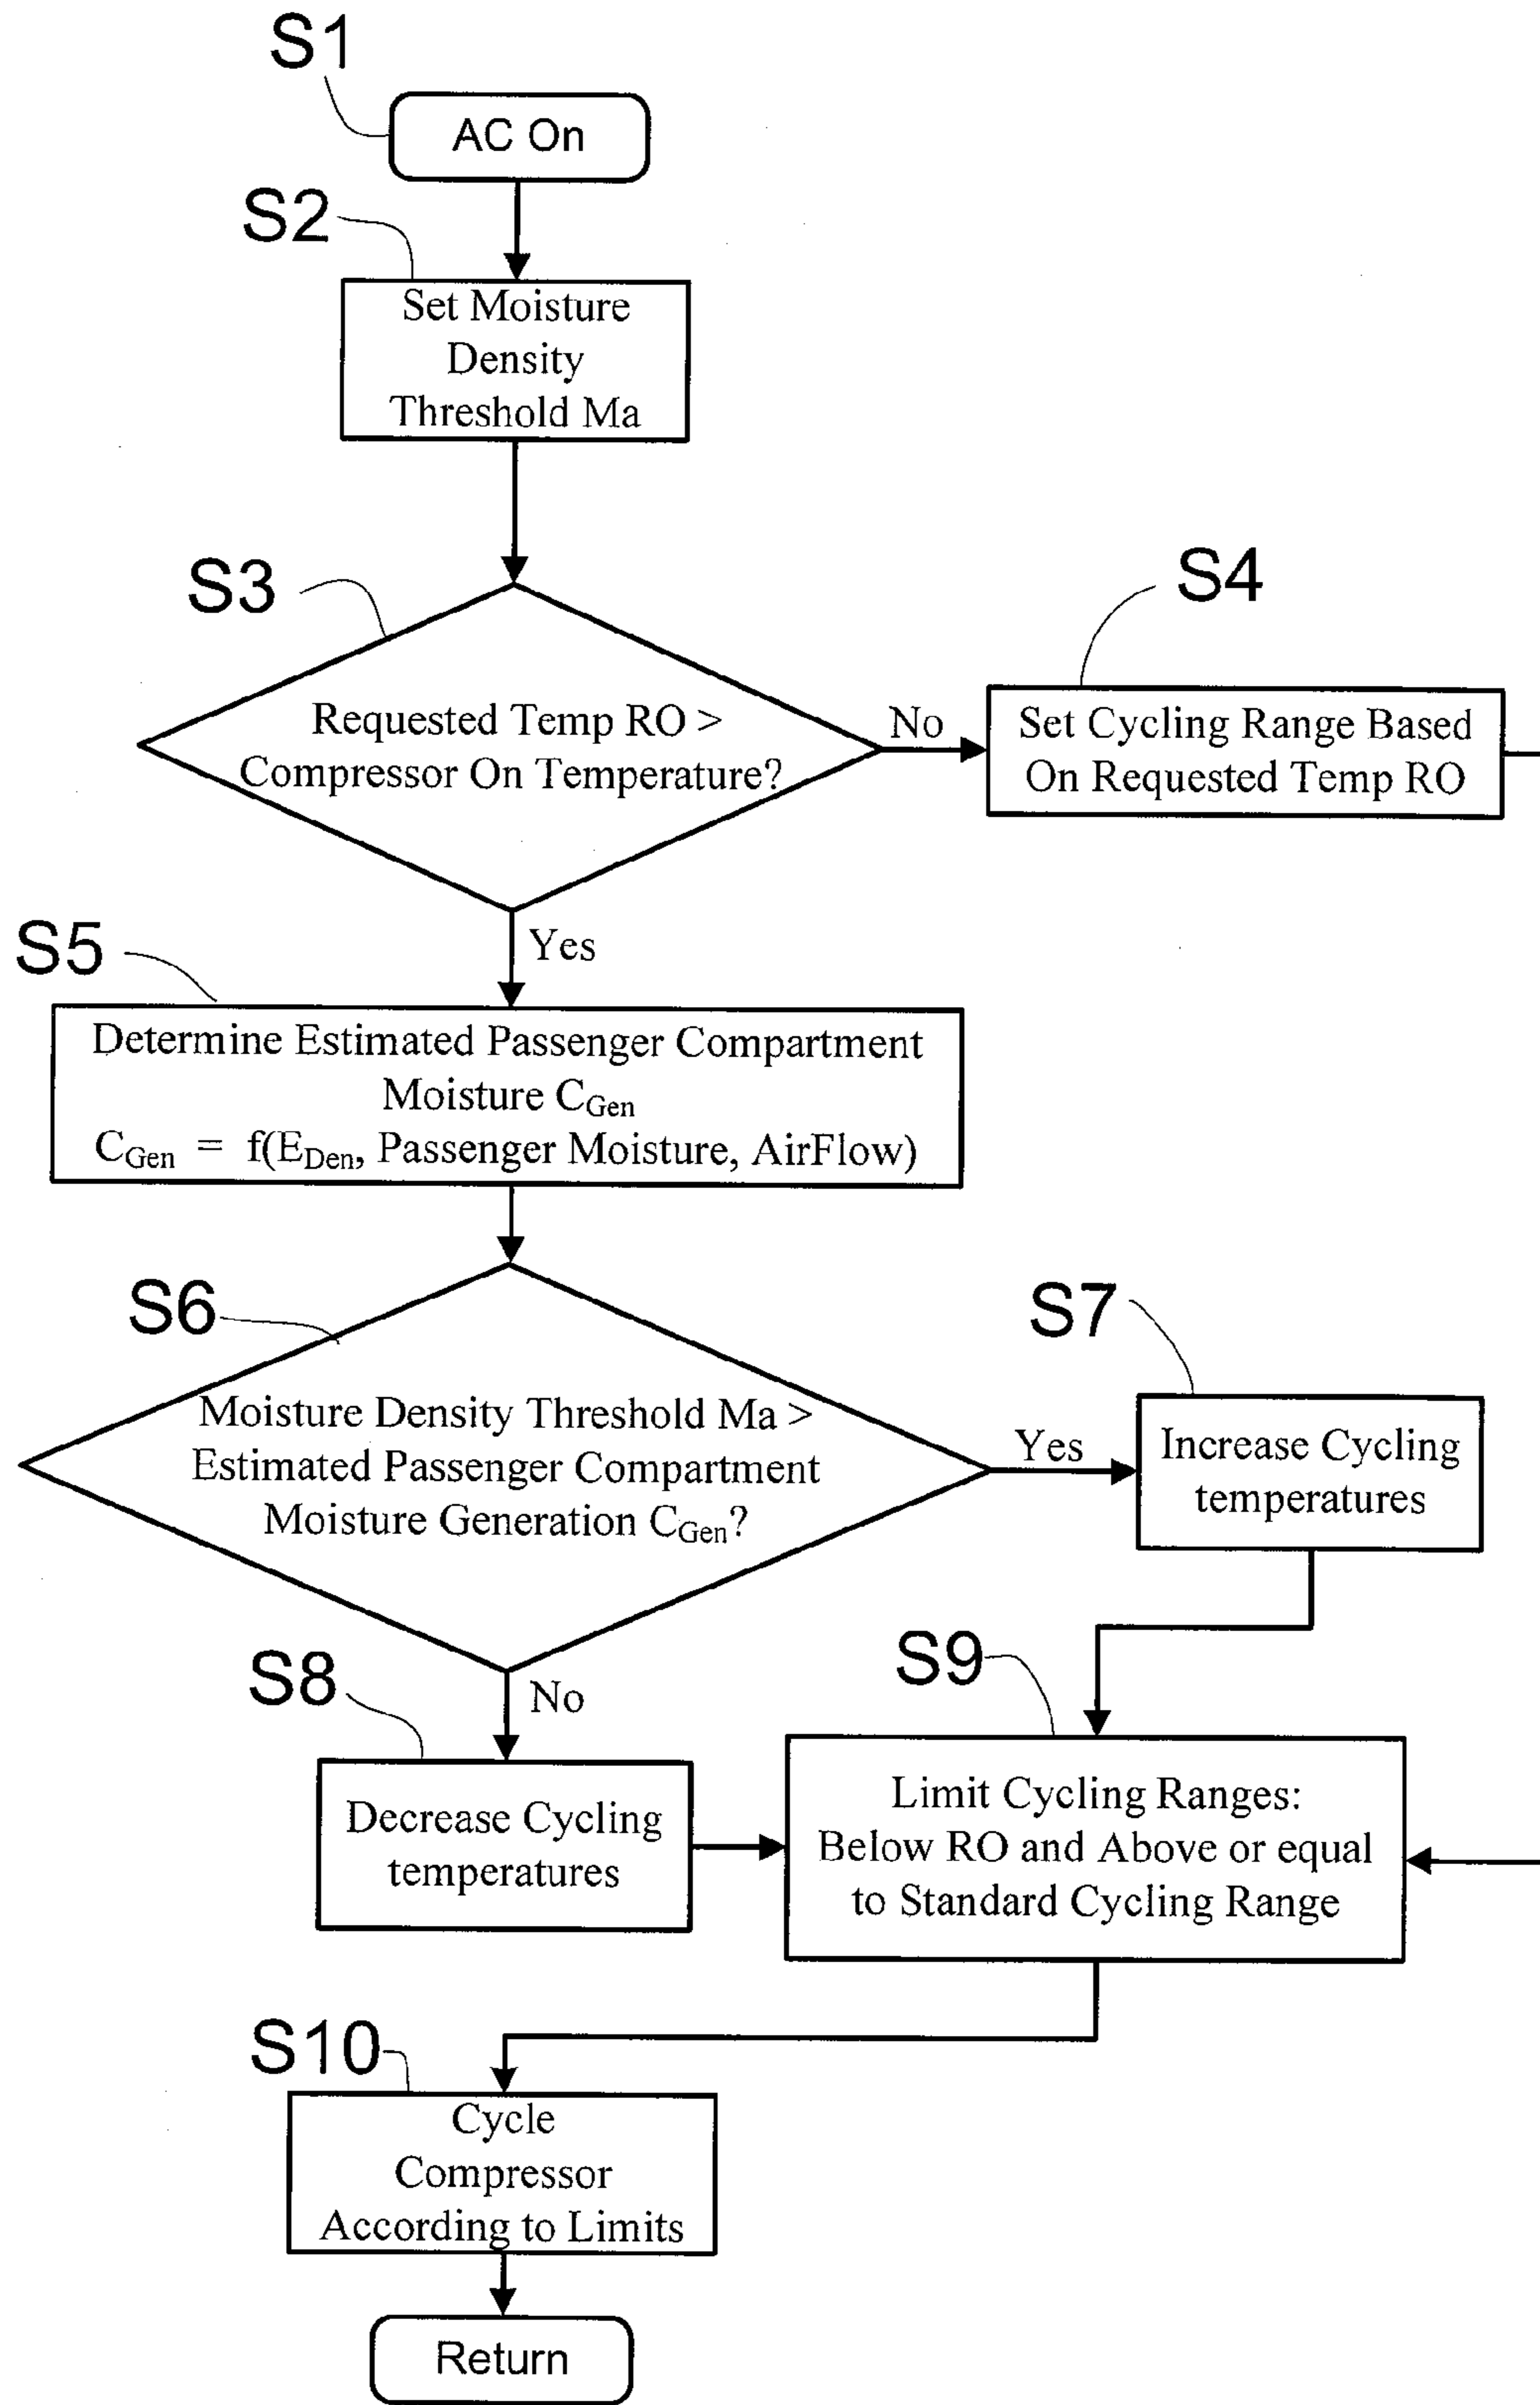 S1
AC On
S2
Set Moisture
Density
Threshold Ma
S3
Requested Temp RO >
Compressor On Temperature?
No
S4
Set Cycling Range Based
On Requested Temp RO
Yes
S5
Determine Estimated Passenger Compartment
Moisture C_Gen
C_Gen = f(E_Den, Passenger Moisture, AirFlow)
S6
Moisture Density Threshold Ma >
Estimated Passenger Compartment
Moisture Generation C_Gen?
Yes
S7
Increase Cycling
temperatures
No
S8
Decrease Cycling
temperatures
S9
Limit Cycling Ranges:
Below RO and Above or equal
to Standard Cycling Range
S10
Cycle
Compressor
According to Limits
Return